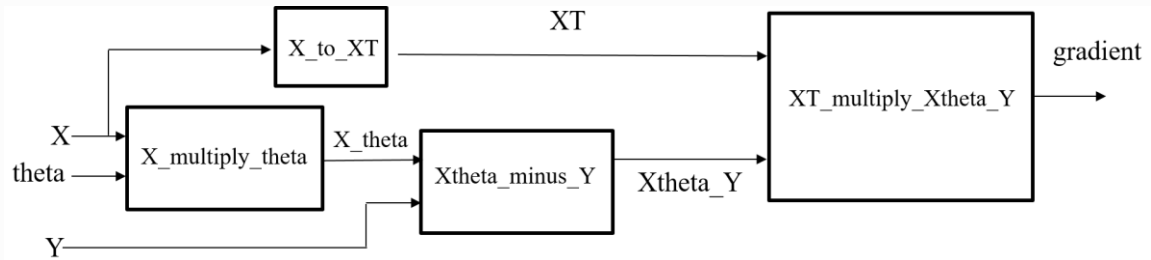 XT
X_to_XT
gradient
XT_multiply_Xtheta_Y
X
X_theta
X_multiply_theta
theta
Xtheta_minus_Y
Xtheta_Y
Y